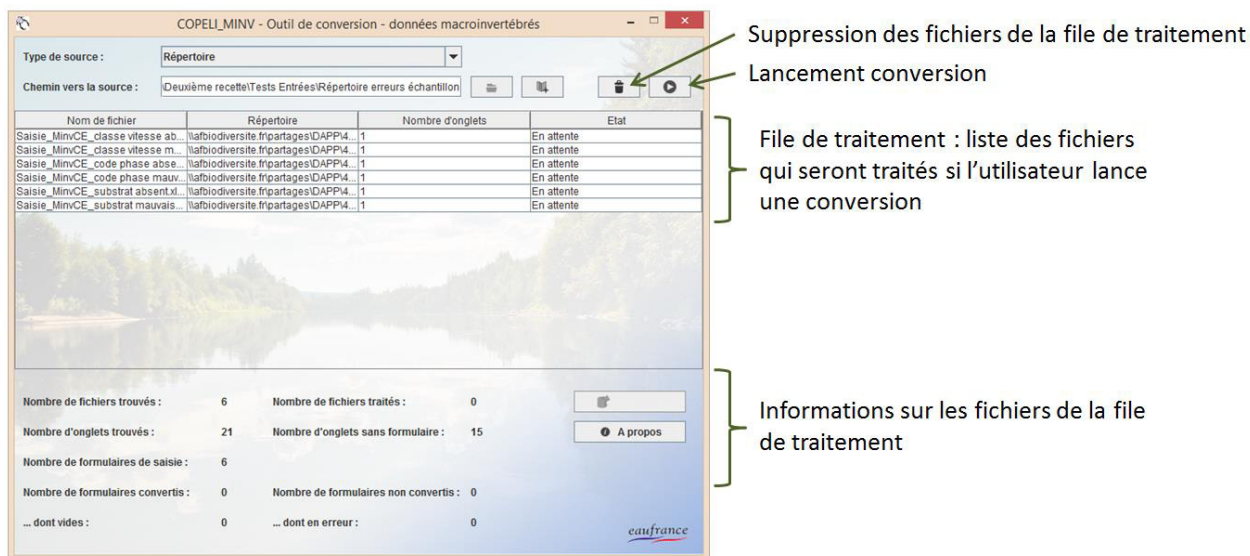 COPELI_MINV - Outil de conversion - données macroinvertébrés
Type de source :
Répertoire
Chemin vers la source :
\Deuxième recette\Tests Entrées\Répertoire erreurs échantillon
Suppression des fichiers de la file de traitement
Lancement conversion
Nom de fichier Répertoire Nombre d'onglets Etat
Saisie_MinvCE_classe vitesse ab... \\afbiodiversite.fr\partages\DAPP\4... 1 En attente
Saisie_MinvCE_classe vitesse m... \\afbiodiversite.fr\partages\DAPP\4... 1 En attente
Saisie_MinvCE_code phase abse... \\afbiodiversite.fr\partages\DAPP\4... 1 En attente
Saisie_MinvCE_code phase mauv... \\afbiodiversite.fr\partages\DAPP\4... 1 En attente
Saisie_MinvCE_substrat absent.xl... \\afbiodiversite.fr\partages\DAPP\4... 1 En attente
Saisie_MinvCE_substrat mauvais... \\afbiodiversite.fr\partages\DAPP\4... 1 En attente
File de traitement : liste des fichiers
qui seront traités si l'utilisateur lance
une conversion
Nombre de fichiers trouvés : 6 Nombre de fichiers traités : 0
Nombre d'onglets trouvés : 21 Nombre d'onglets sans formulaire : 15 A propos
Nombre de formulaires de saisie : 6
Nombre de formulaires convertis : 0 Nombre de formulaires non convertis : 0
... dont vides : 0 ... dont en erreur : 0
eaufrance
Informations sur les fichiers de la file
de traitement